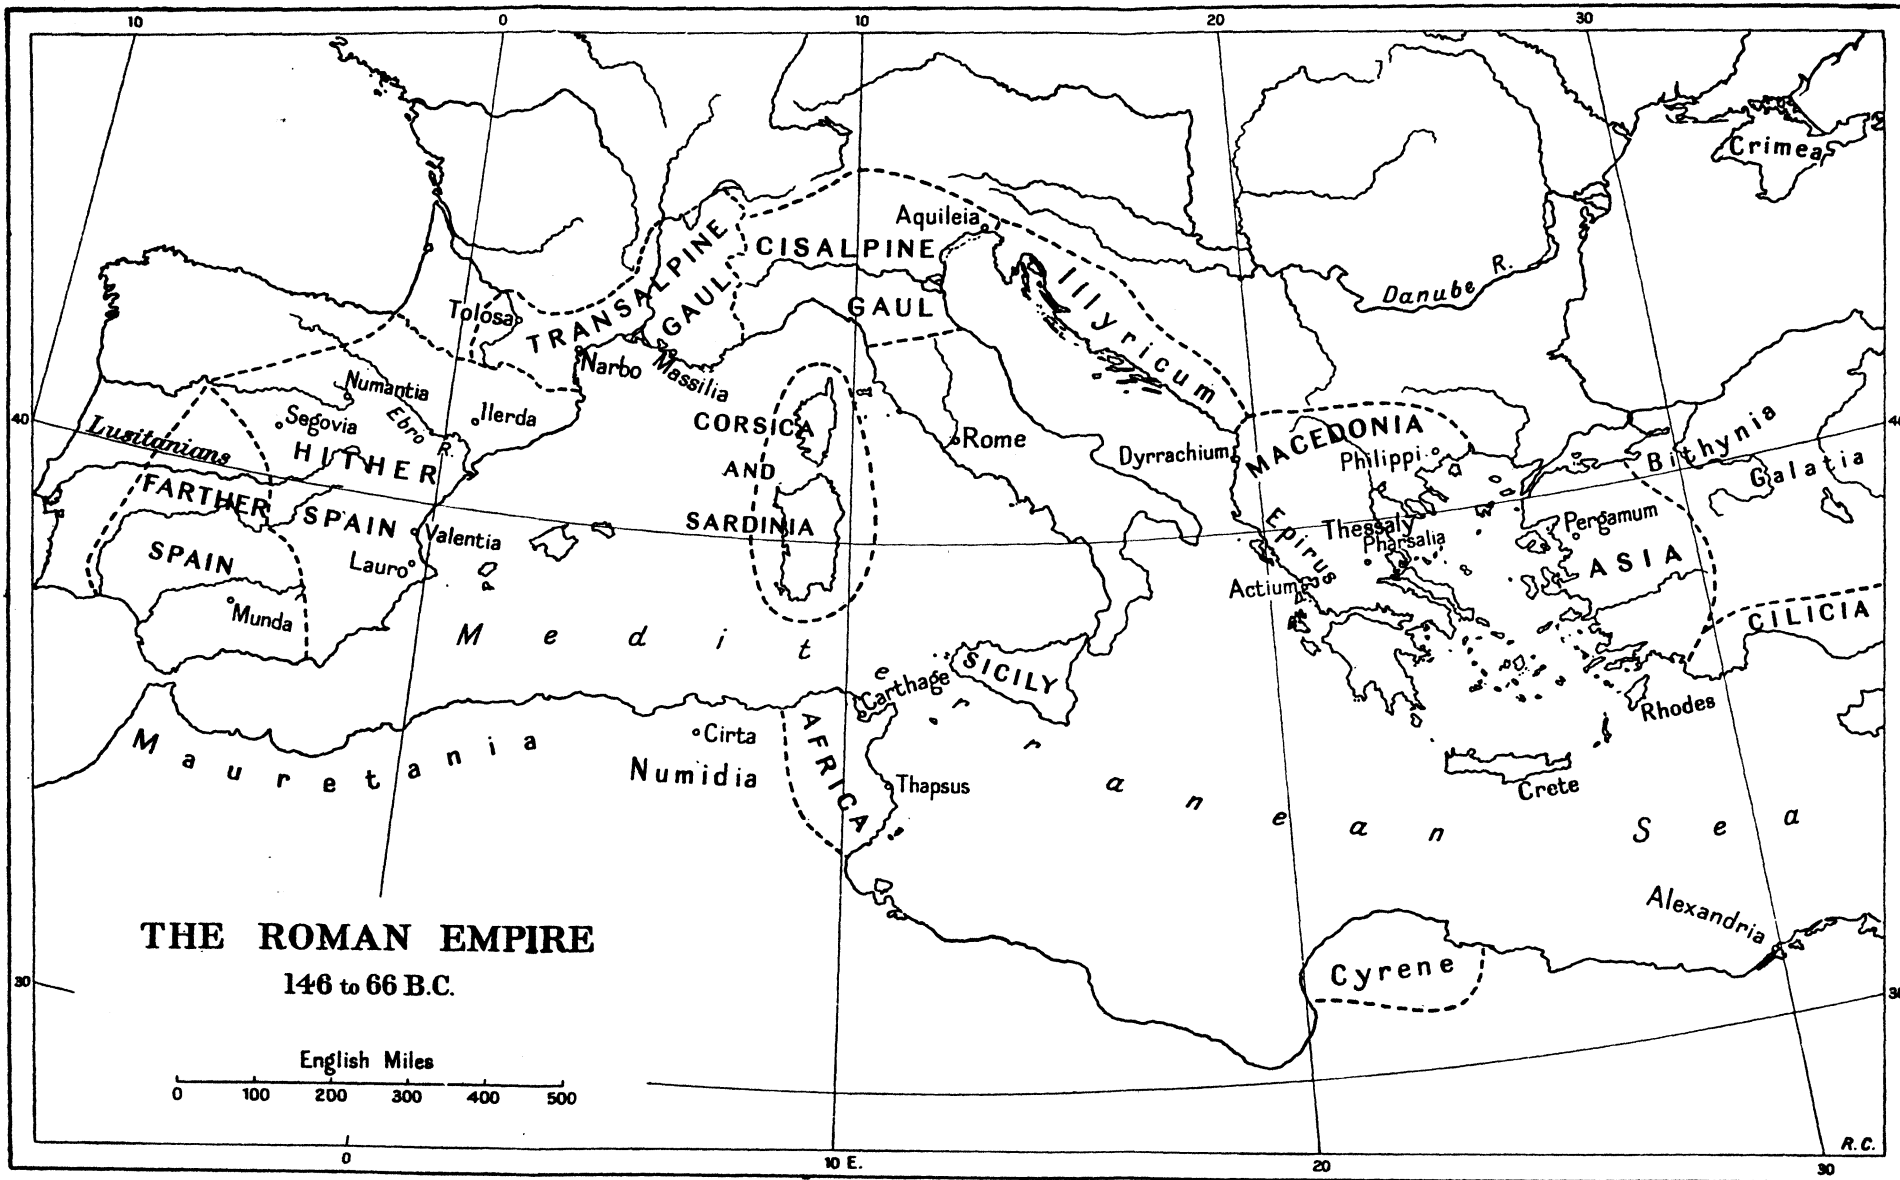 10 0 10 20 30
Crimea
Aquileia
CISALPINE
GAUL
TRANSALPINE
GAUL
Illyricum
Danube R.
Tolosa
Narbo
Massilia
Numantia
Segovia
Ebro R.
Ilerda
40
40
Lusitanians
HITHER
SPAIN
FARTHER
SPAIN
Valentia
Lauro
Munda
CORSICA
AND
SARDINIA
Rome
Dyrrachium
MACEDONIA
Philippi
Epirus
Thessaly
Pharsalia
Actium
Bithynia
Galatia
Pergamum
ASIA
CILICIA
Rhodes
Crete
Mediterranean Sea
SICILY
Carthage
Mauretania
Cirta
Numidia
AFRICA
Thapsus
Alexandria
Cyrene
THE ROMAN EMPIRE
146 to 66 B.C.
30
30
English Miles
0 100 200 300 400 500
R.C.
0 10 E. 20 30